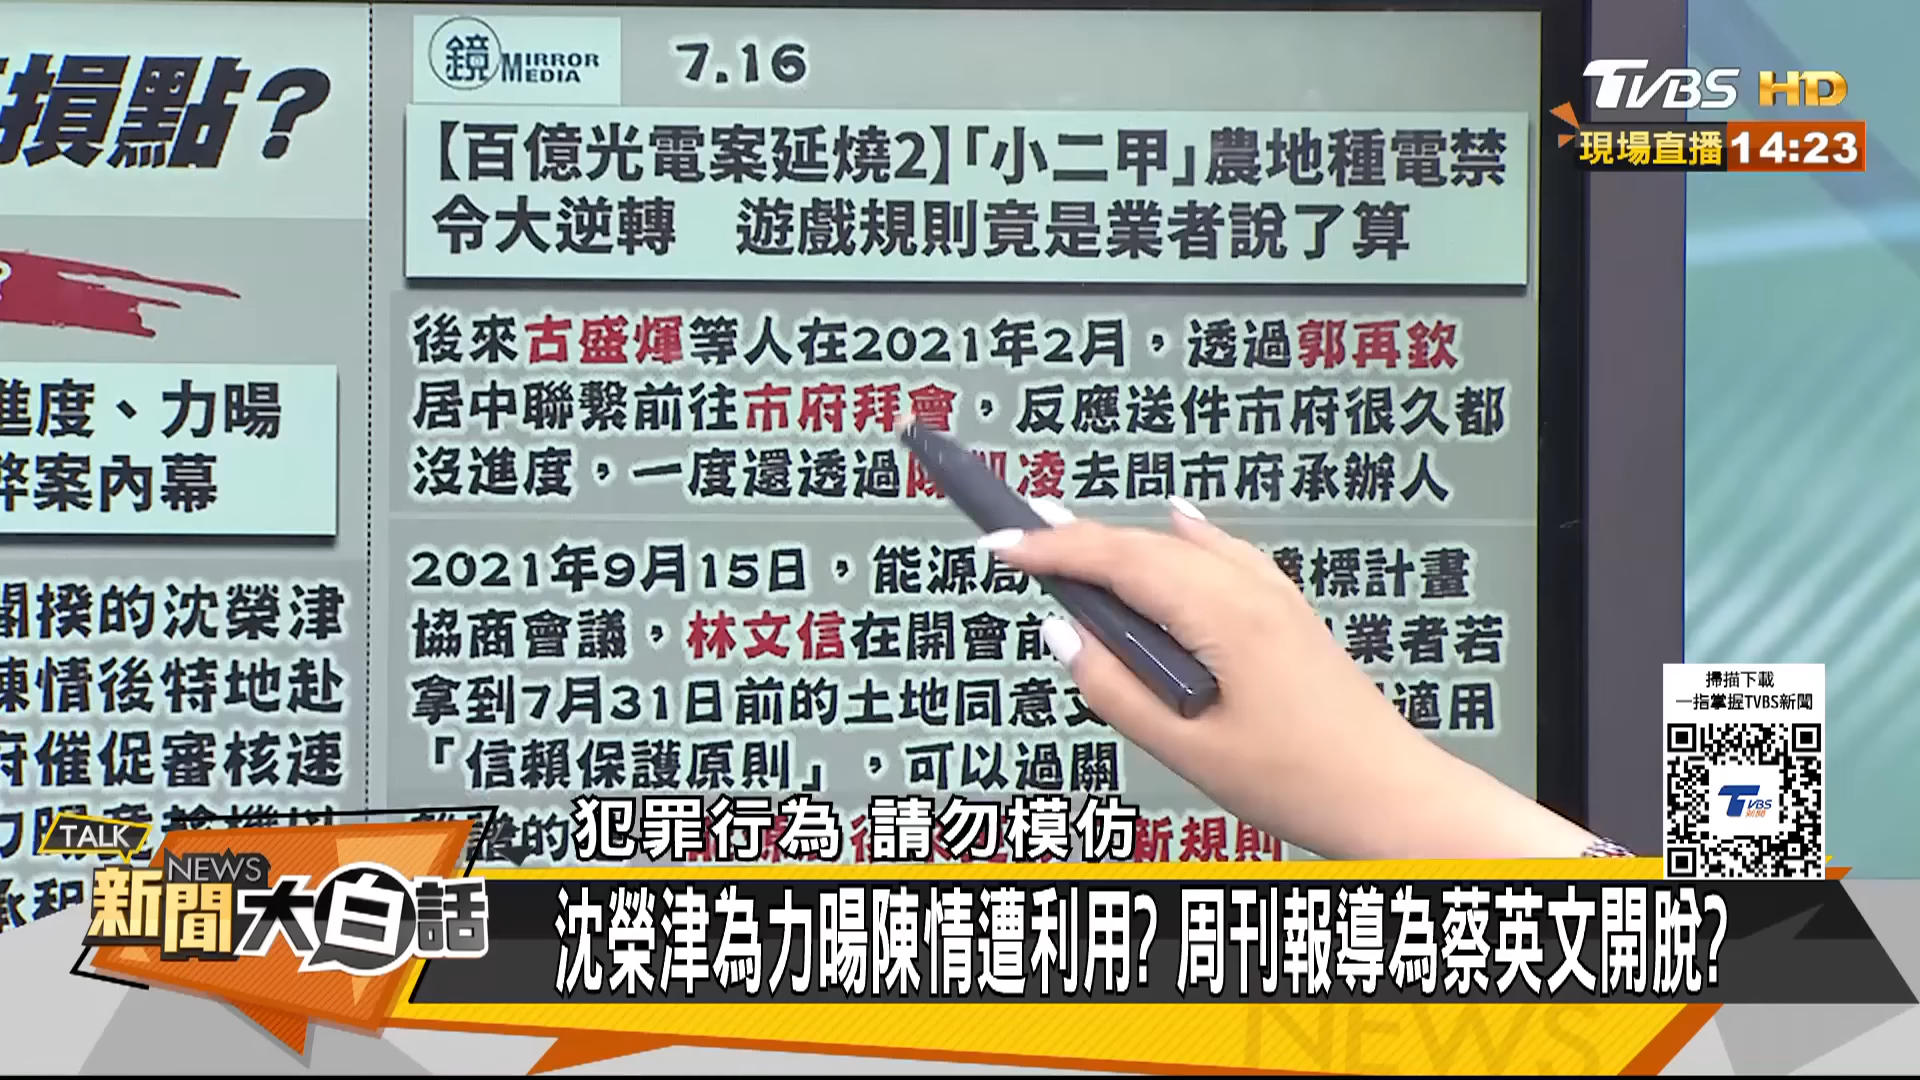 損點?
進度、力暘
弊案內幕
閣揆的沈榮津
陳情後特地赴
府催促審核速
鏡 MIRROR MEDIA
7.16
【百億光電案延燒2】「小二甲」農地種電禁
令大逆轉 遊戲規則竟是業者說了算
後來古盛煇等人在2021年2月，透過郭再欽
居中聯繫前往市府拜會，反應送件市府很久都
沒進度，一度還透過陳凱凌去問市府承辦人
2021年9月15日，能源局 達標計畫
協商會議，林文信在開會前 業者若
拿到7月31日前的土地同意文 適用
「信賴保護原則」，可以過關
新規則
TVBS HD
現場直播 14:23
掃描下載
一指掌握TVBS新聞
TVBS 新聞
犯罪行為 請勿模仿
TALK
NEWS
新聞大白話
沈榮津為力暘陳情遭利用? 周刊報導為蔡英文開脫?
NEWS